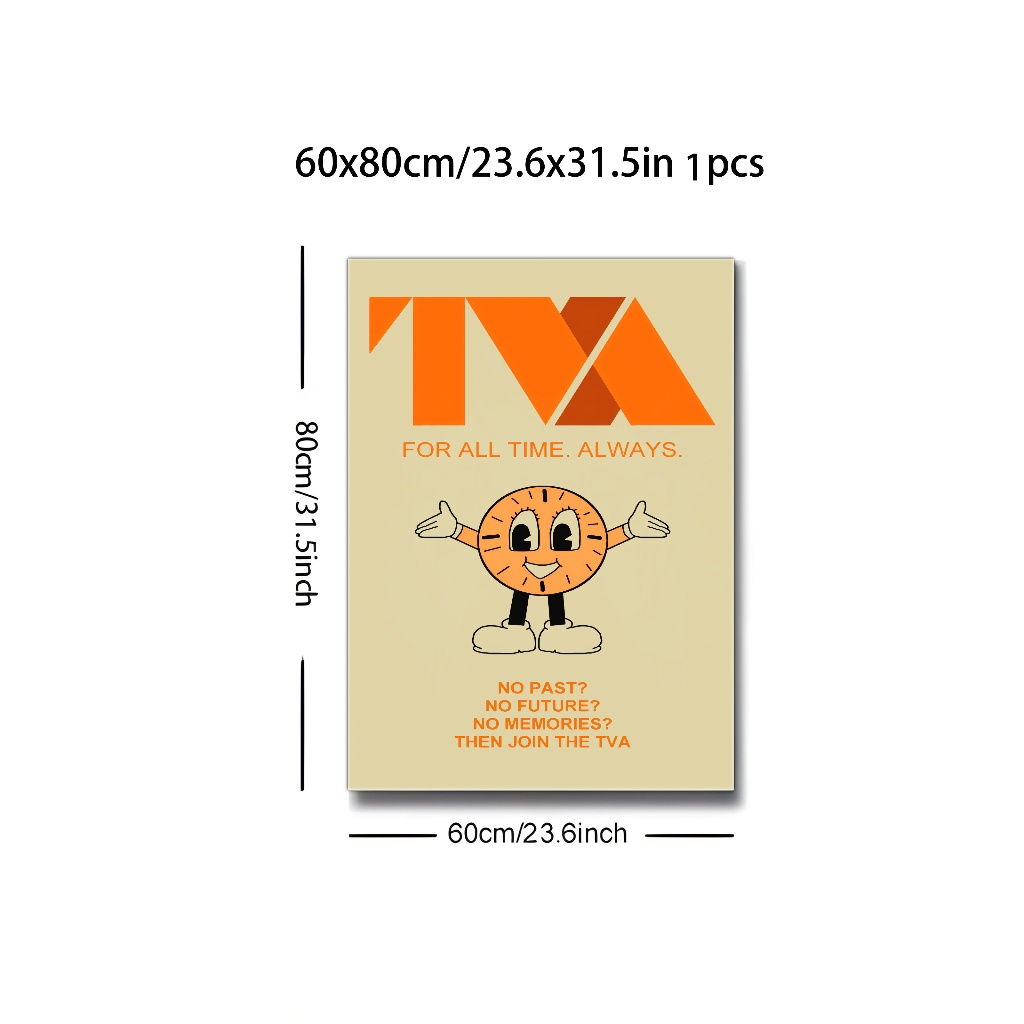 60x80cm/23.6x31.5in 1pcs
TVA
FOR ALL TIME. ALWAYS.
80cm/31.5inch
NO PAST?
NO FUTURE?
NO MEMORIES?
THEN JOIN THE TVA
60cm/23.6inch